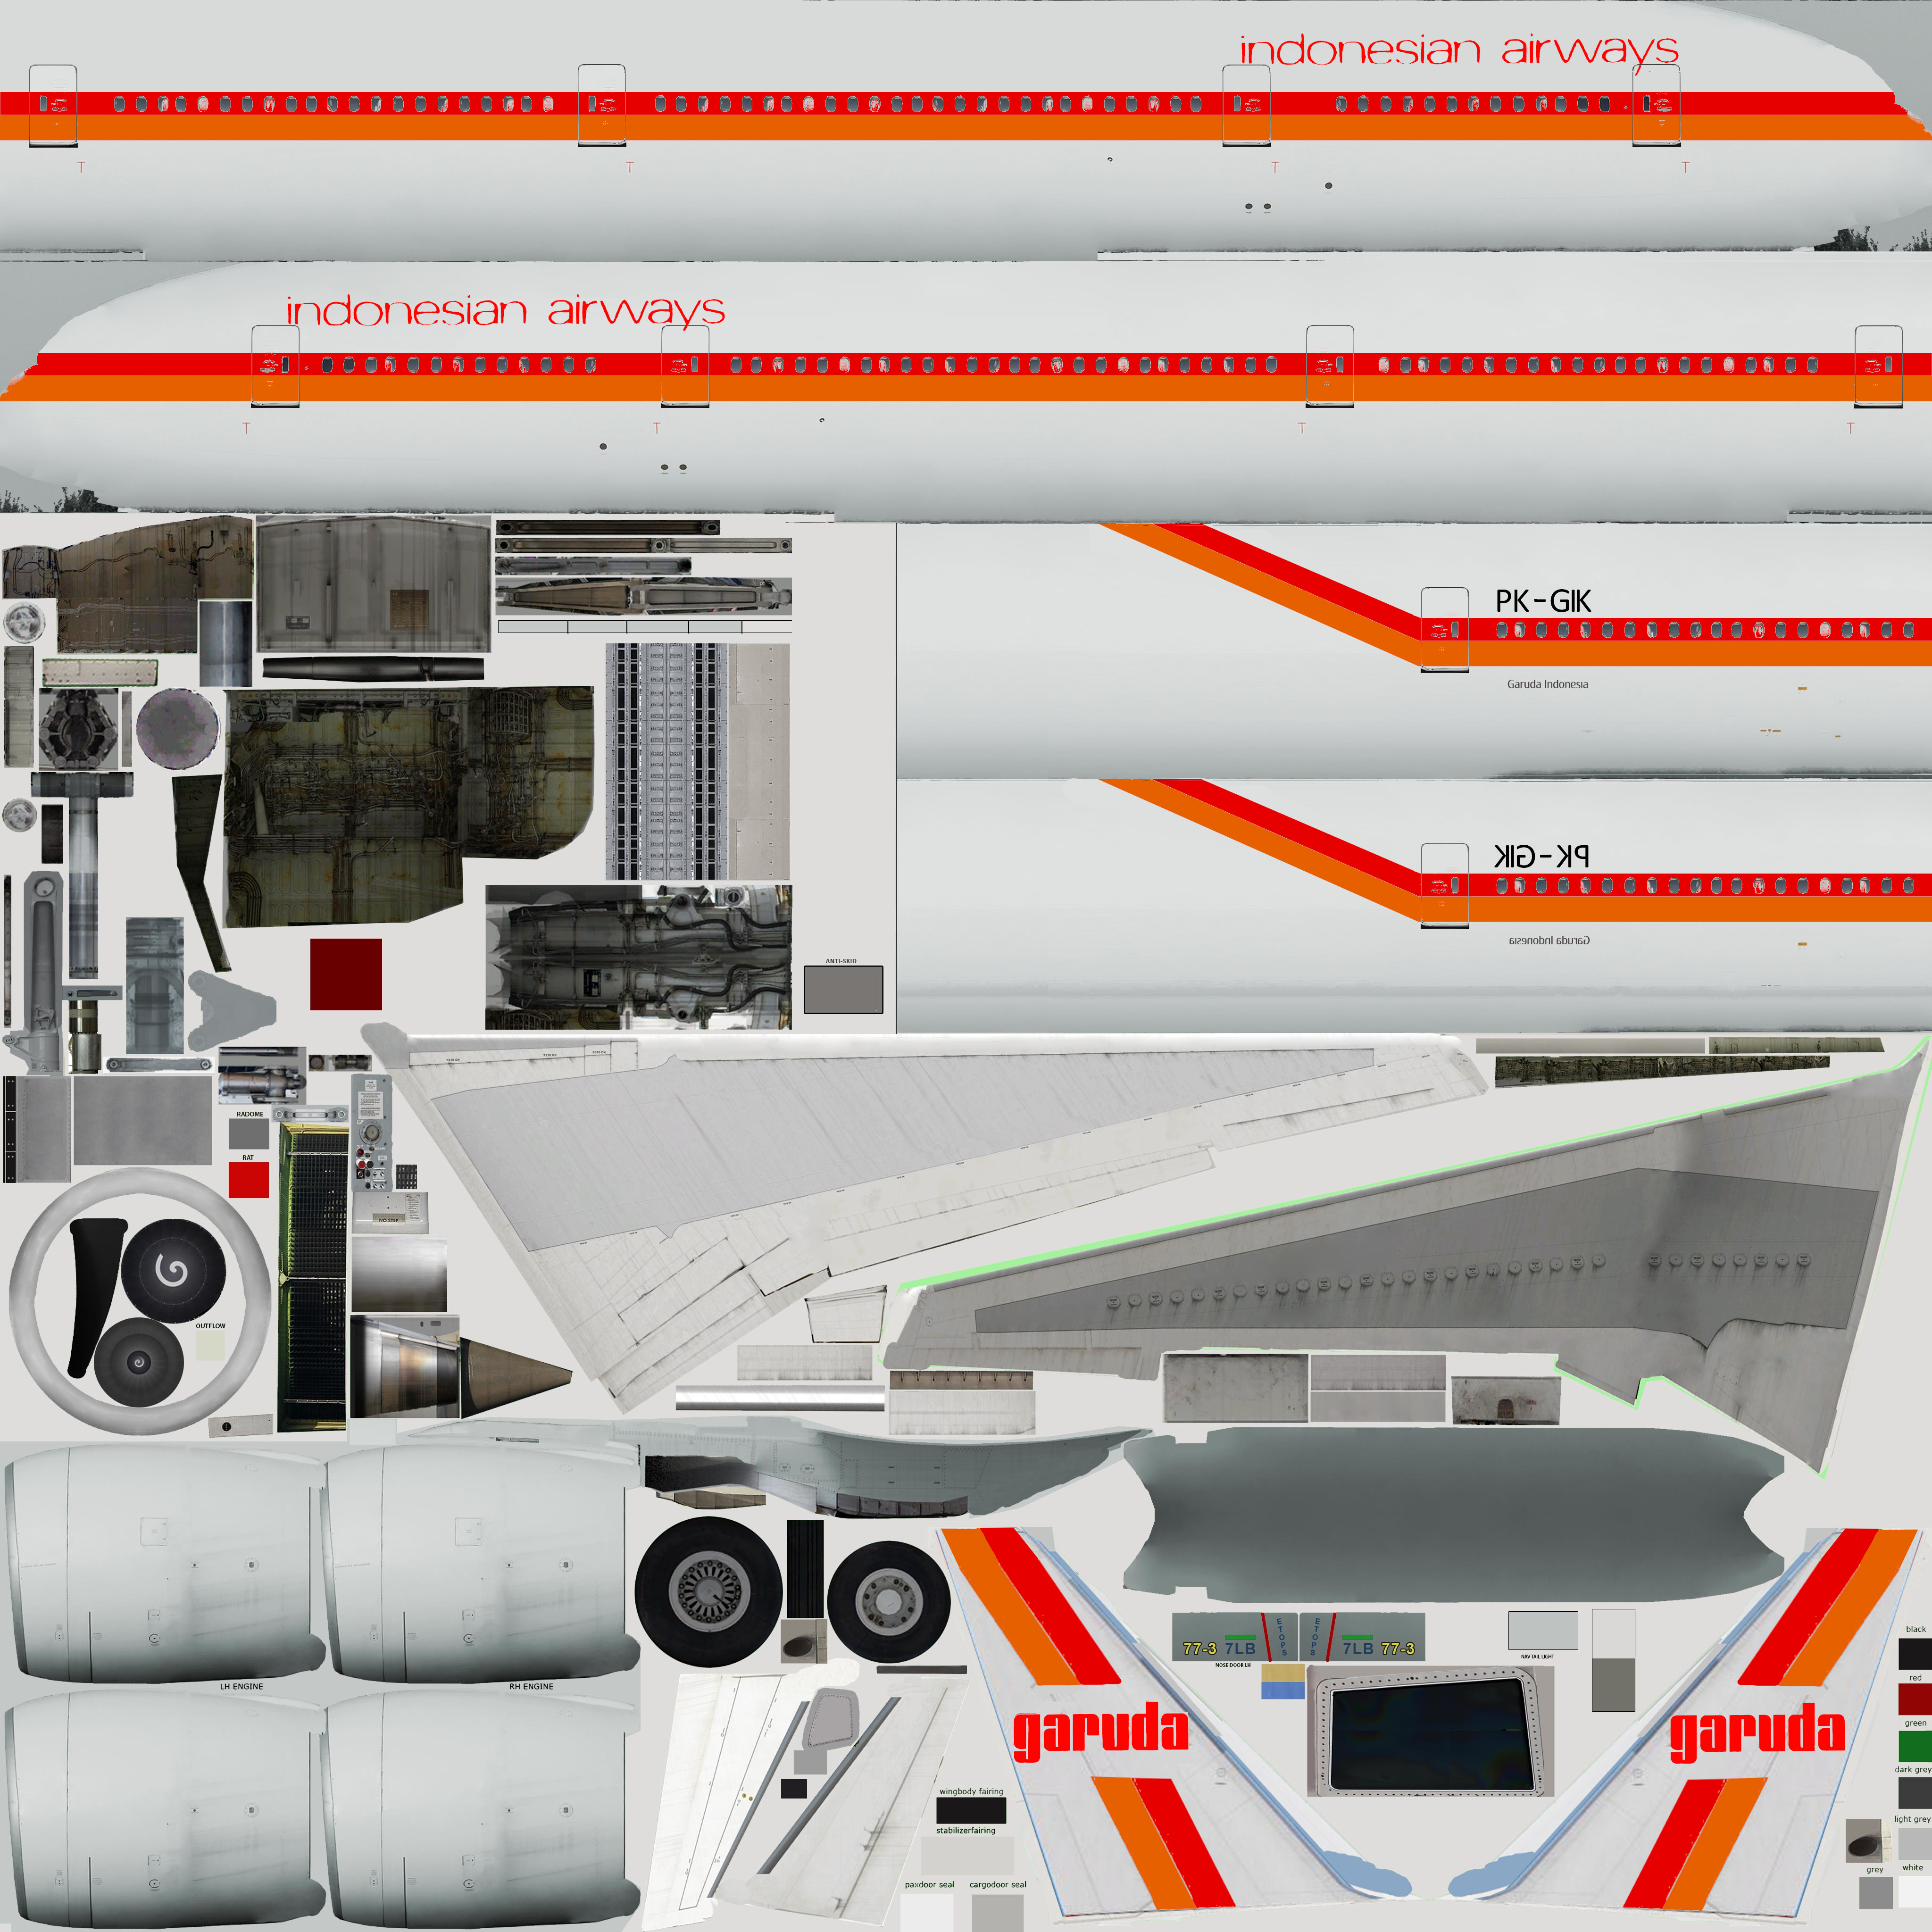 indonesian airways
indonesian airways
PK-GIK
Garuda Indonesia
PK-GIK
Garuda Indonesia
ANTI-SKID
RADOME
RAT
NO STEP
OUTFLOW
LH ENGINE
RH ENGINE
77-3 7LB ETOPS
ETOPS 7LB 77-3
NOSE DOOR LH
NAV TAIL LIGHT
garuda
garuda
black
red
green
dark grey
light grey
grey
white
wingbody fairing
stabilizerfairing
paxdoor seal
cargodoor seal